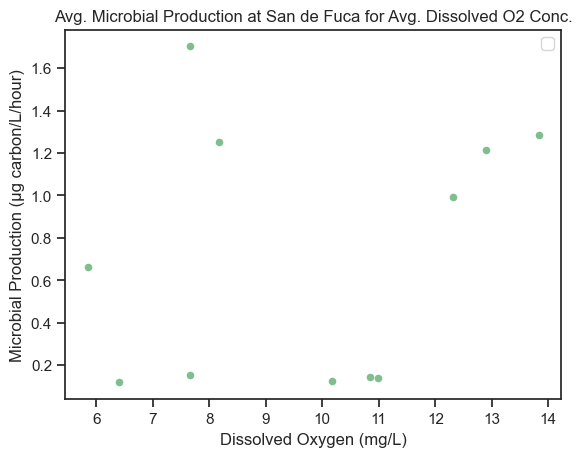 Avg. Microbial Production at San de Fuca for Avg. Dissolved O2 Conc.
Microbial Production (µg carbon/L/hour)
1.6
1.4
1.2
1.0
0.8
0.6
0.4
0.2
6 7 8 9 10 11 12 13 14
Dissolved Oxygen (mg/L)